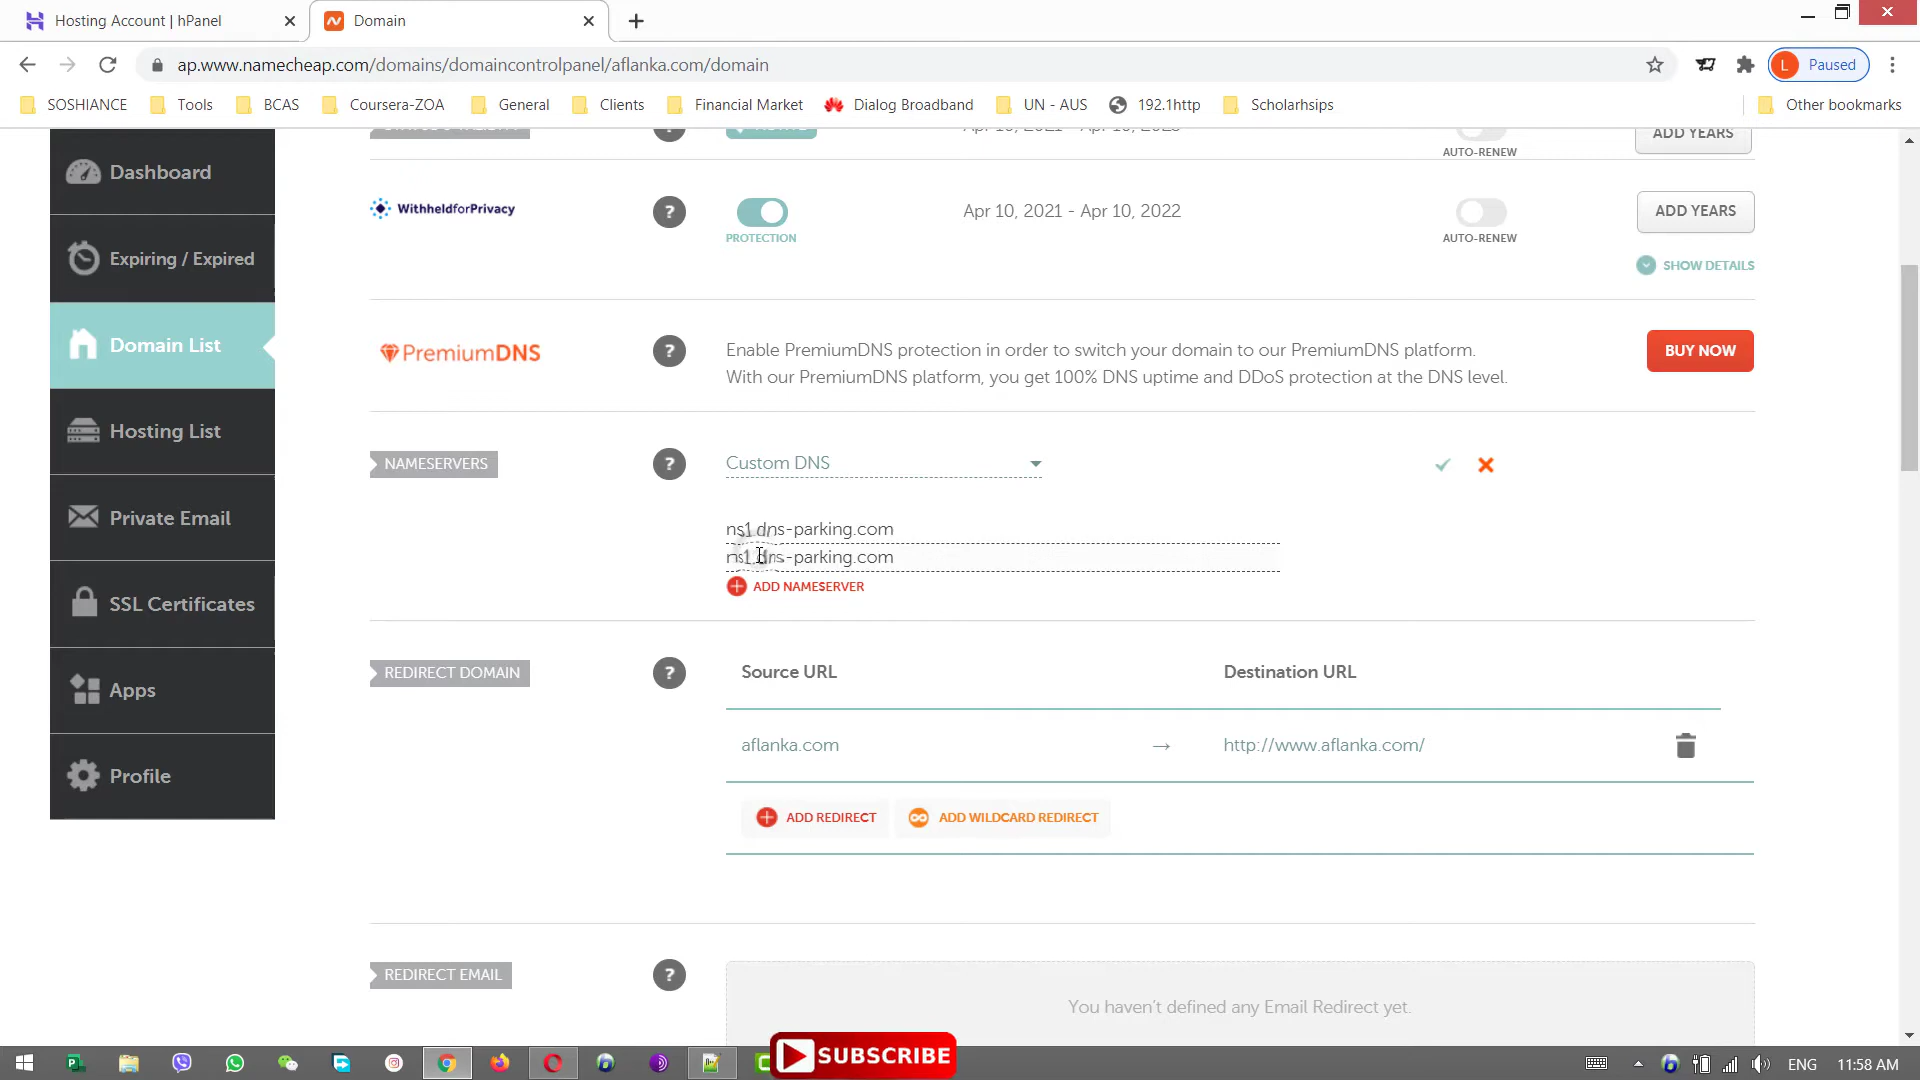 Hosting Account | hPanel
Domain
ap.www.namecheap.com/domains/domaincontrolpanel/aflanka.com/domain
L Paused
SOSHIANCE
Tools
BCAS
Coursera-ZOA
General
Clients
Financial Market
Dialog Broadband
UN - AUS
192.1http
Scholarhsips
Other bookmarks
Dashboard
Expiring / Expired
Domain List
Hosting List
Private Email
SSL Certificates
Apps
Profile
AUTO-RENEW
ADD YEARS
WithheldforPrivacy
?
PROTECTION
Apr 10, 2021 - Apr 10, 2022
AUTO-RENEW
ADD YEARS
SHOW DETAILS
PremiumDNS
?
Enable PremiumDNS protection in order to switch your domain to our PremiumDNS platform.
With our PremiumDNS platform, you get 100% DNS uptime and DDoS protection at the DNS level.
BUY NOW
NAMESERVERS
?
Custom DNS
ns1.dns-parking.com
ns1.dns-parking.com
ADD NAMESERVER
REDIRECT DOMAIN
?
Source URL
Destination URL
aflanka.com
→
http://www.aflanka.com/
ADD REDIRECT
ADD WILDCARD REDIRECT
REDIRECT EMAIL
?
You haven't defined any Email Redirect yet.
SUBSCRIBE
ENG
11:58 AM